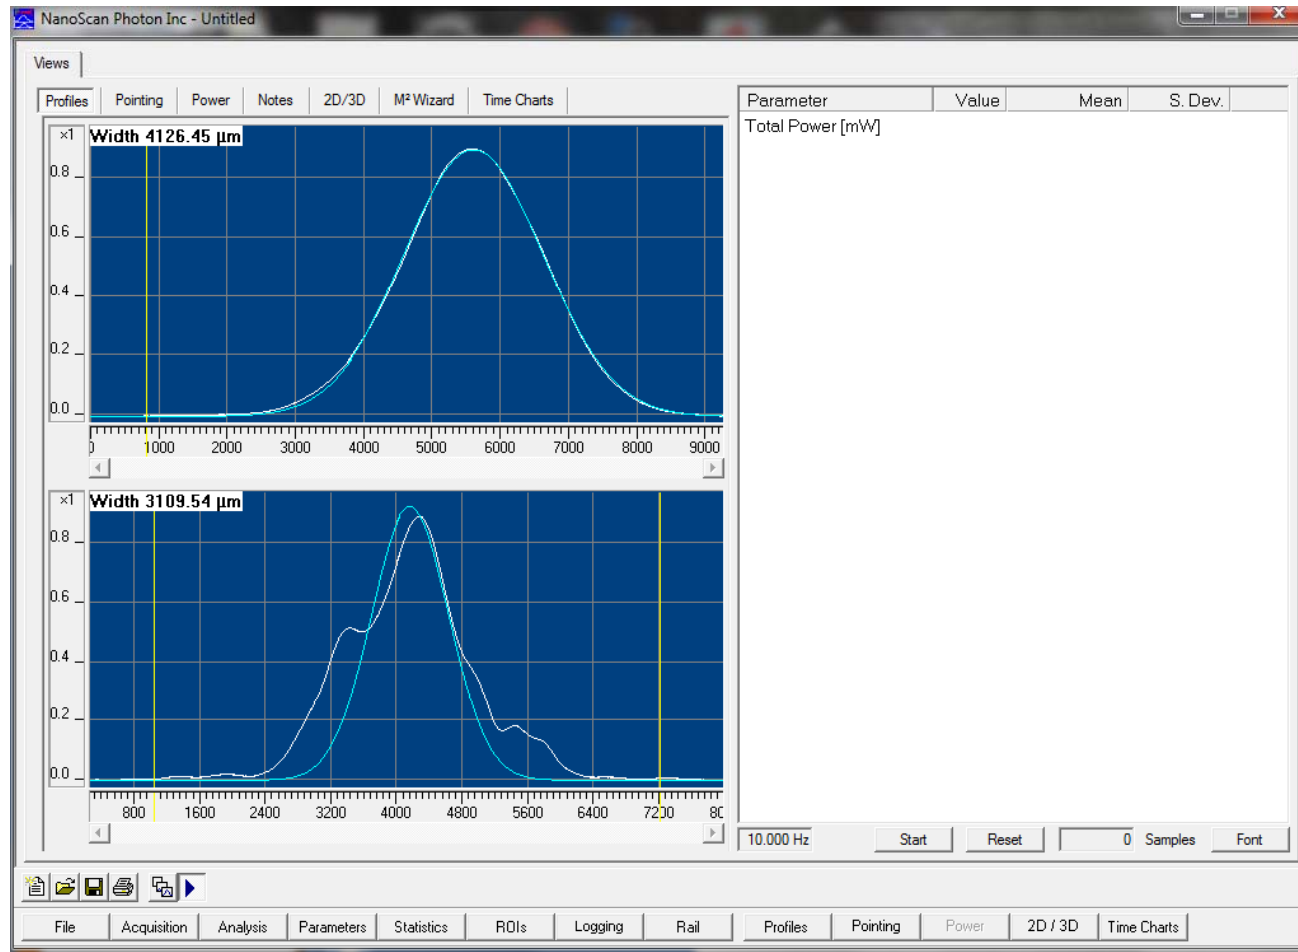 NanoScan Photon Inc - Untitled
Views
Profiles Pointing Power Notes 2D/3D M² Wizard Time Charts
×1 Width 4126.45 µm
0.8
0.6
0.4
0.2
0.0
0 1000 2000 3000 4000 5000 6000 7000 8000 9000
×1 Width 3109.54 µm
0.8
0.6
0.4
0.2
0.0
800 1600 2400 3200 4000 4800 5600 6400 7200 80
Parameter Value Mean S. Dev.
Total Power [mW]
10.000 Hz Start Reset 0 Samples Font
File Acquisition Analysis Parameters Statistics ROIs Logging Rail Profiles Pointing Power 2D / 3D Time Charts